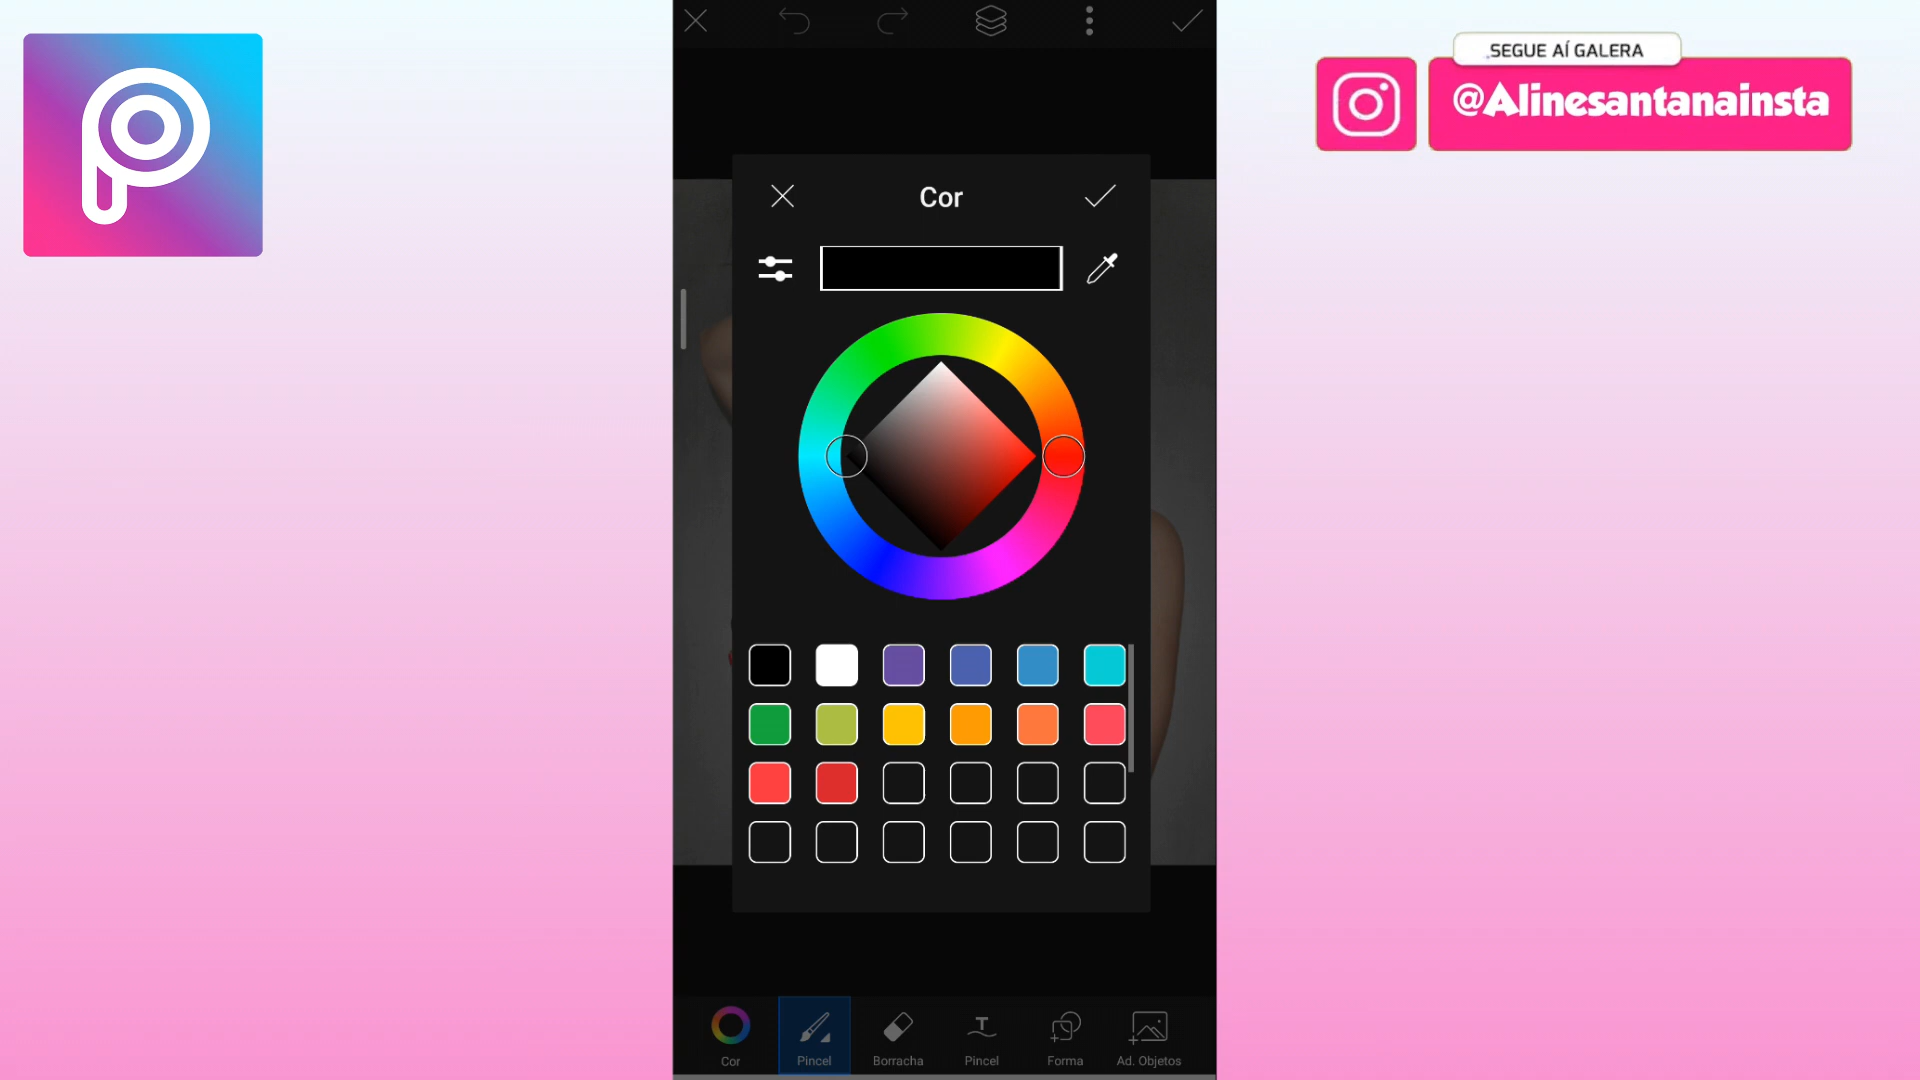 SEGUE AÍ GALERA
@Alinesantanainsta
Cor
Cor
Pincel
Borracha
Pincel
Forma
Ad. Objetos